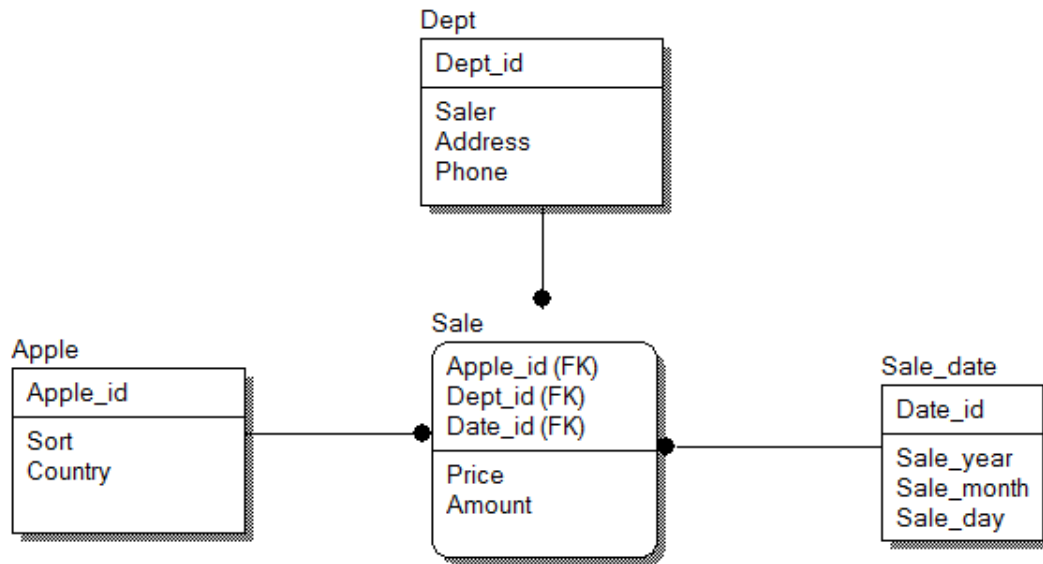 Dept
Dept_id
Saler
Address
Phone
Sale
Apple_id (FK)
Dept_id (FK)
Date_id (FK)
Price
Amount
Apple
Apple_id
Sort
Country
Sale_date
Date_id
Sale_year
Sale_month
Sale_day